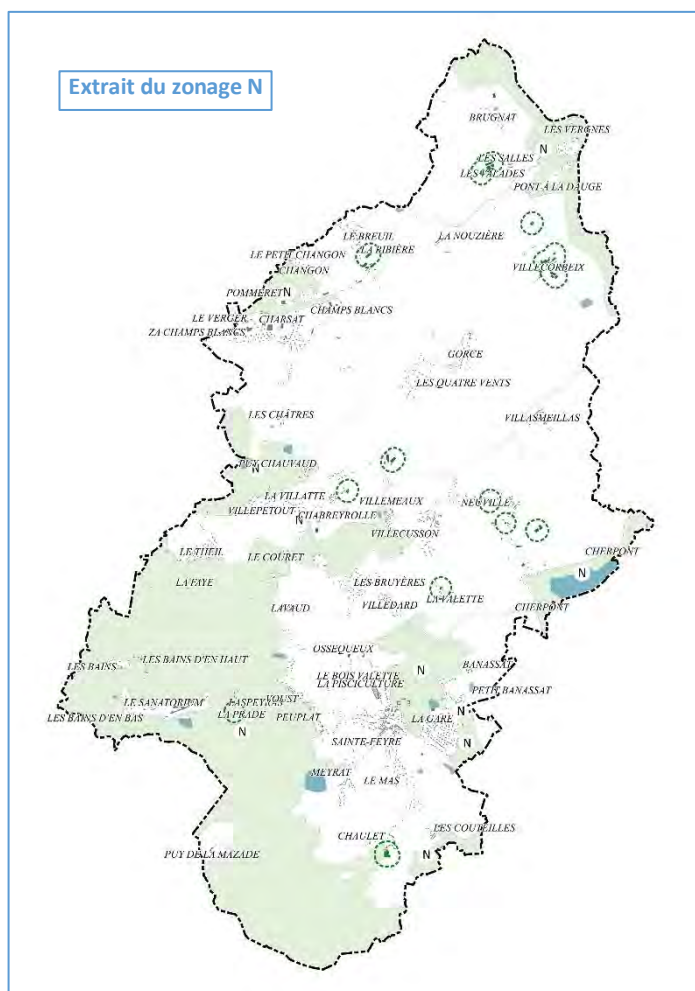 Extrait du zonage N
BRUGNAT
LES VERGNES
N
LES SALLES
LES VALADES
PONT À LA DAUGE
LE BREUIL
LA NOUZIÈRE
LA RIBIÈRE
LE PETIT CHANGON
VILLECORBEIX
CHANGON
POMMERET
N
CHAMPS BLANCS
LE VERGER
CHARSAT
ZA CHAMPS BLANCS
GORCE
LES QUATRE VENTS
LES CHÂTRES
VILLASMEILLAS
PUY CHAUVAUD
N
LA VILLATTE
VILLEMEAUX
NEUVILLE
VILLEPETOUT
CHABREYROLLE
N
VILLECUSSON
LE THEIL
LE COURET
CHERPONT
N
LA FAYE
LES BRUYÈRES
LAVAUD
VILLEDARD
LA VALETTE
CHERPONT
OSSEQUEUX
LES BAINS
LES BAINS D'EN HAUT
BANASSAT
N
LE BOIS VALETTE
LA PISCICULTURE
PETIT BANASSAT
LE SANATORIUM
VOUST
LES BAINS D'EN BAS
LA PRADE
PEUPLAT
LA GARE
N
N
SAINTE-FEYRE
N
MEYRAT
LE MAS
CHAULET
LES COUTEILLES
PUY DE LA MAZADE
N